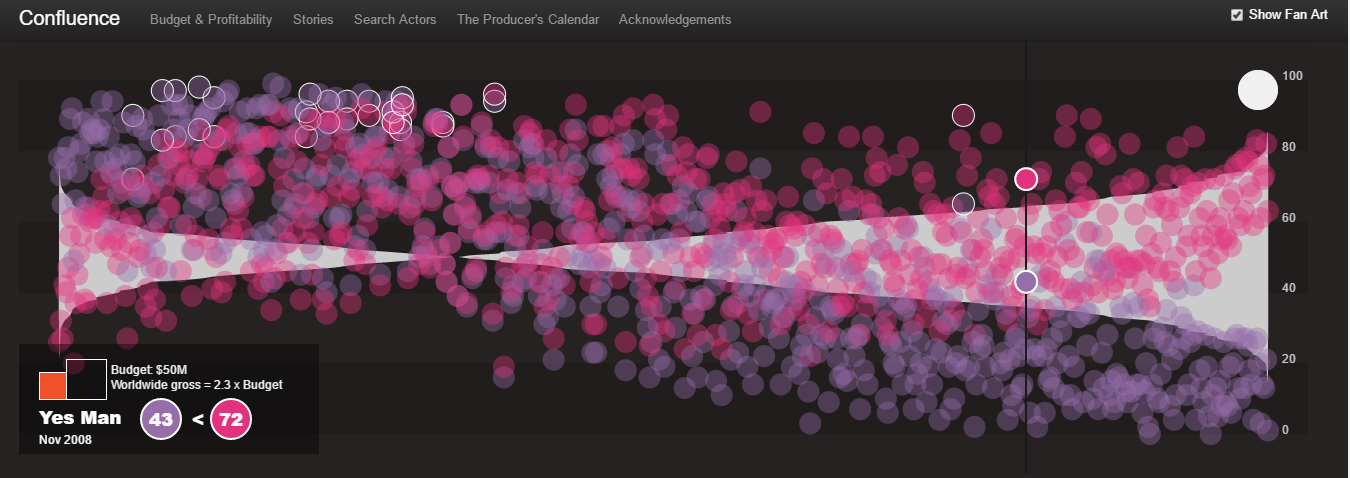 Confluence Budget & Profitability Stories Search Actors The Producer's Calendar Acknowledgements Show Fan Art
100
80
60
40
20
0
Budget: $50M
Worldwide gross = 2.3 x Budget
Yes Man 43 < 72
Nov 2008